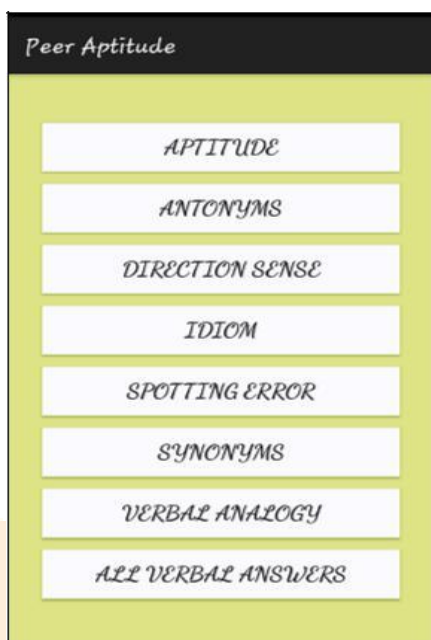 Peer Aptitude
APTITUDE
ANTONYMS
DIRECTION SENSE
IDIOM
SPOTTING ERROR
SYNONYMS
VERBAL ANALOGY
ALL VERBAL ANSWERS